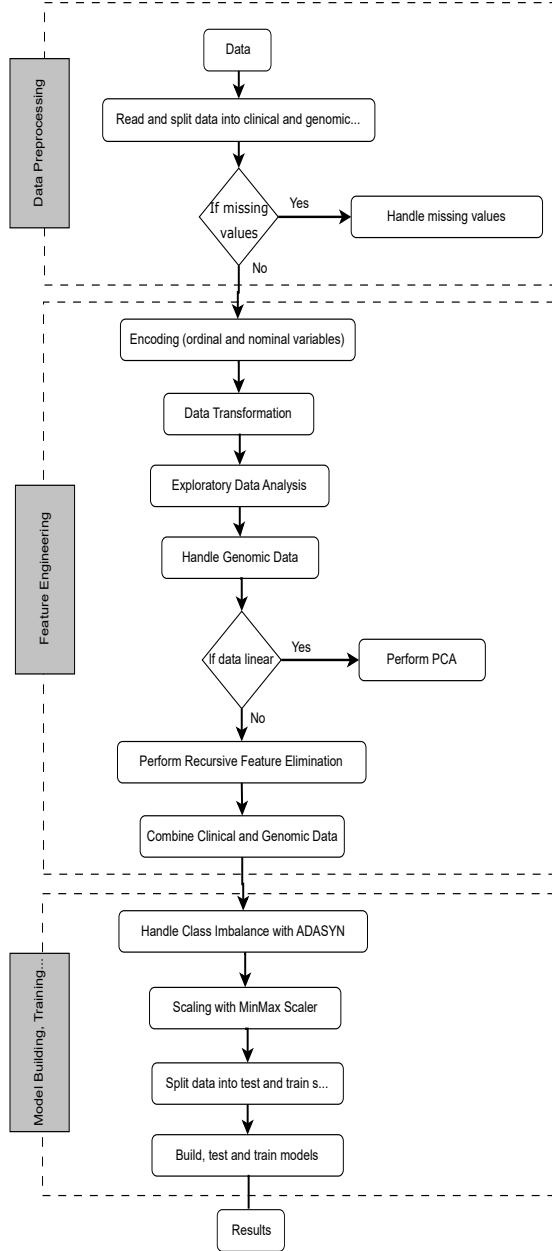 Data Preprocessing
Data
Read and split data into clinical and genomic...
If missing
values
Yes
Handle missing values
No
Feature Engineering
Encoding (ordinal and nominal variables)
Data Transformation
Exploratory Data Analysis
Handle Genomic Data
If data linear
Yes
Perform PCA
No
Perform Recursive Feature Elimination
Combine Clinical and Genomic Data
Model Building, Training...
Handle Class Imbalance with ADASYN
Scaling with MinMax Scaler
Split data into test and train s...
Build, test and train models
Results